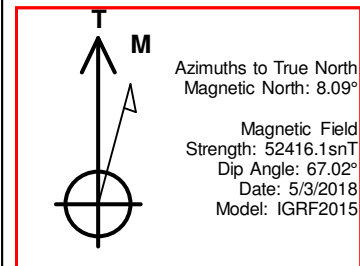 T
M
Azimuths to True North
Magnetic North: 8.09°
Magnetic Field
Strength: 52416.1snT
Dip Angle: 67.02°
Date: 5/3/2018
Model: IGRF2015